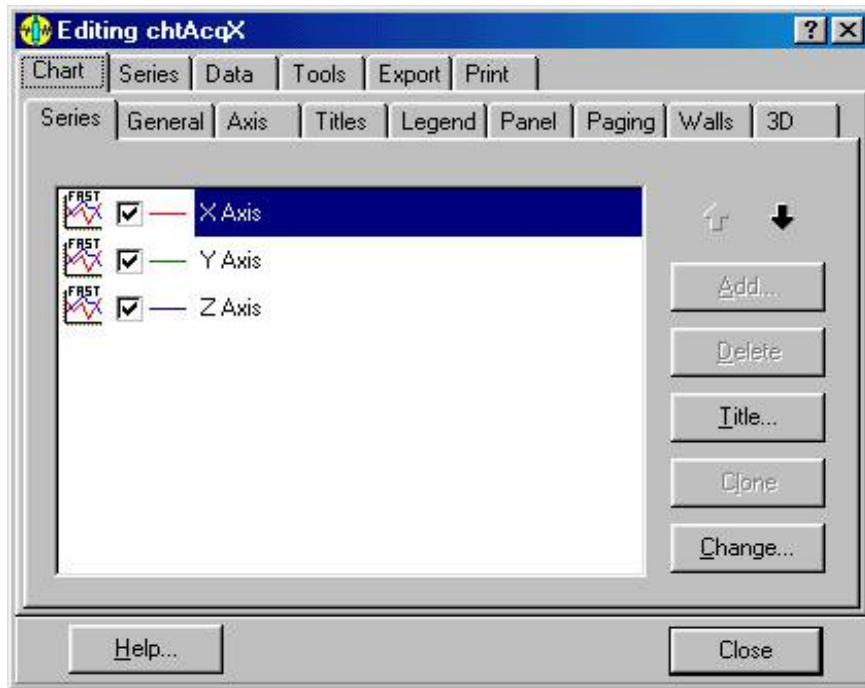 Editing chtAcqX
Chart Series Data Tools Export Print
Series General Axis Titles Legend Panel Paging Walls 3D
FAST X Axis
FAST Y Axis
FAST Z Axis
Add...
Delete
Title...
Clone
Change...
Help... Close